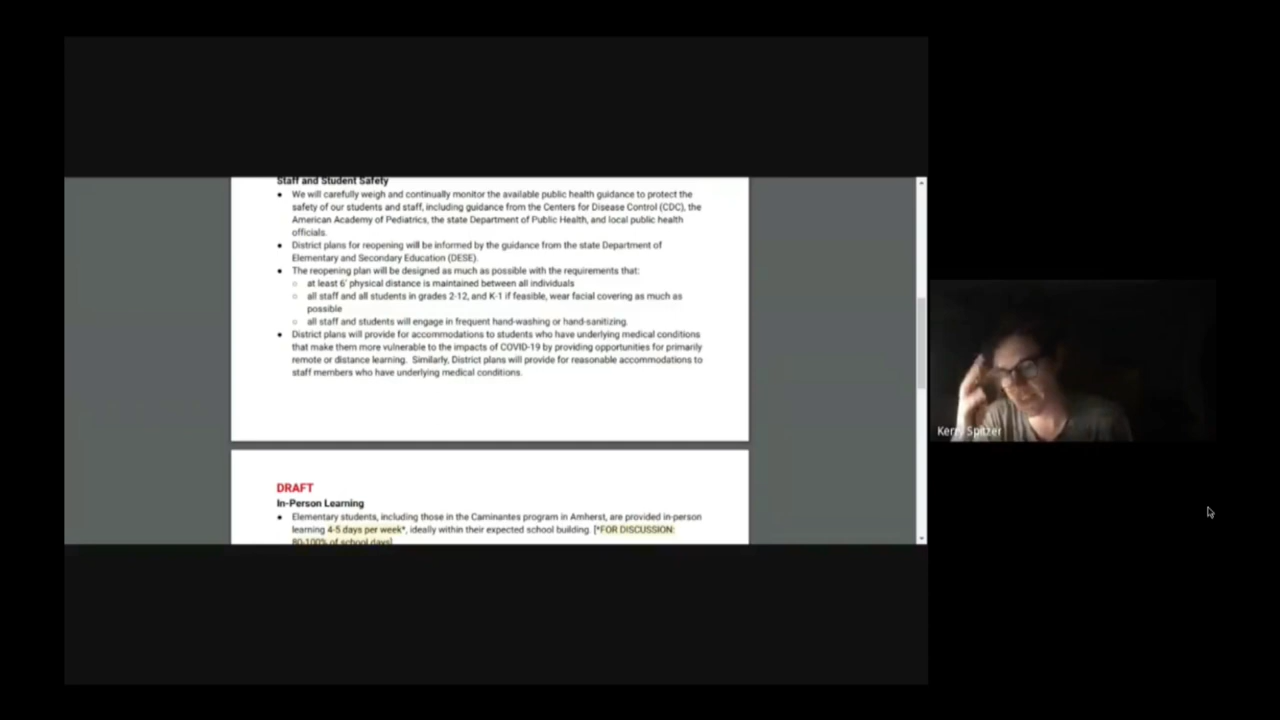 Staff and Student Safety
● We will carefully weigh and continually monitor the available public health guidance to protect the
safety of our students and staff, including guidance from the Centers for Disease Control (CDC), the
American Academy of Pediatrics, the state Department of Public Health, and local public health
officials.
● District plans for reopening will be informed by the guidance from the state Department of
Elementary and Secondary Education (DESE).
● The reopening plan will be designed as much as possible with the requirements that:
○ at least 6' physical distance is maintained between all individuals
○ all staff and all students in grades 2-12, and K-1 if feasible, wear facial covering as much as
possible
○ all staff and students will engage in frequent hand-washing or hand-sanitizing.
● District plans will provide for accommodations to students who have underlying medical conditions
that make them more vulnerable to the impacts of COVID-19 by providing opportunities for primarily
remote or distance learning. Similarly, District plans will provide for reasonable accommodations to
staff members who have underlying medical conditions.
DRAFT
In-Person Learning
● Elementary students, including those in the Caminantes program in Amherst, are provided in-person
learning 4-5 days per week*, ideally within their expected school building. [*FOR DISCUSSION:
80-100% of school days]
Kerry Spitzer